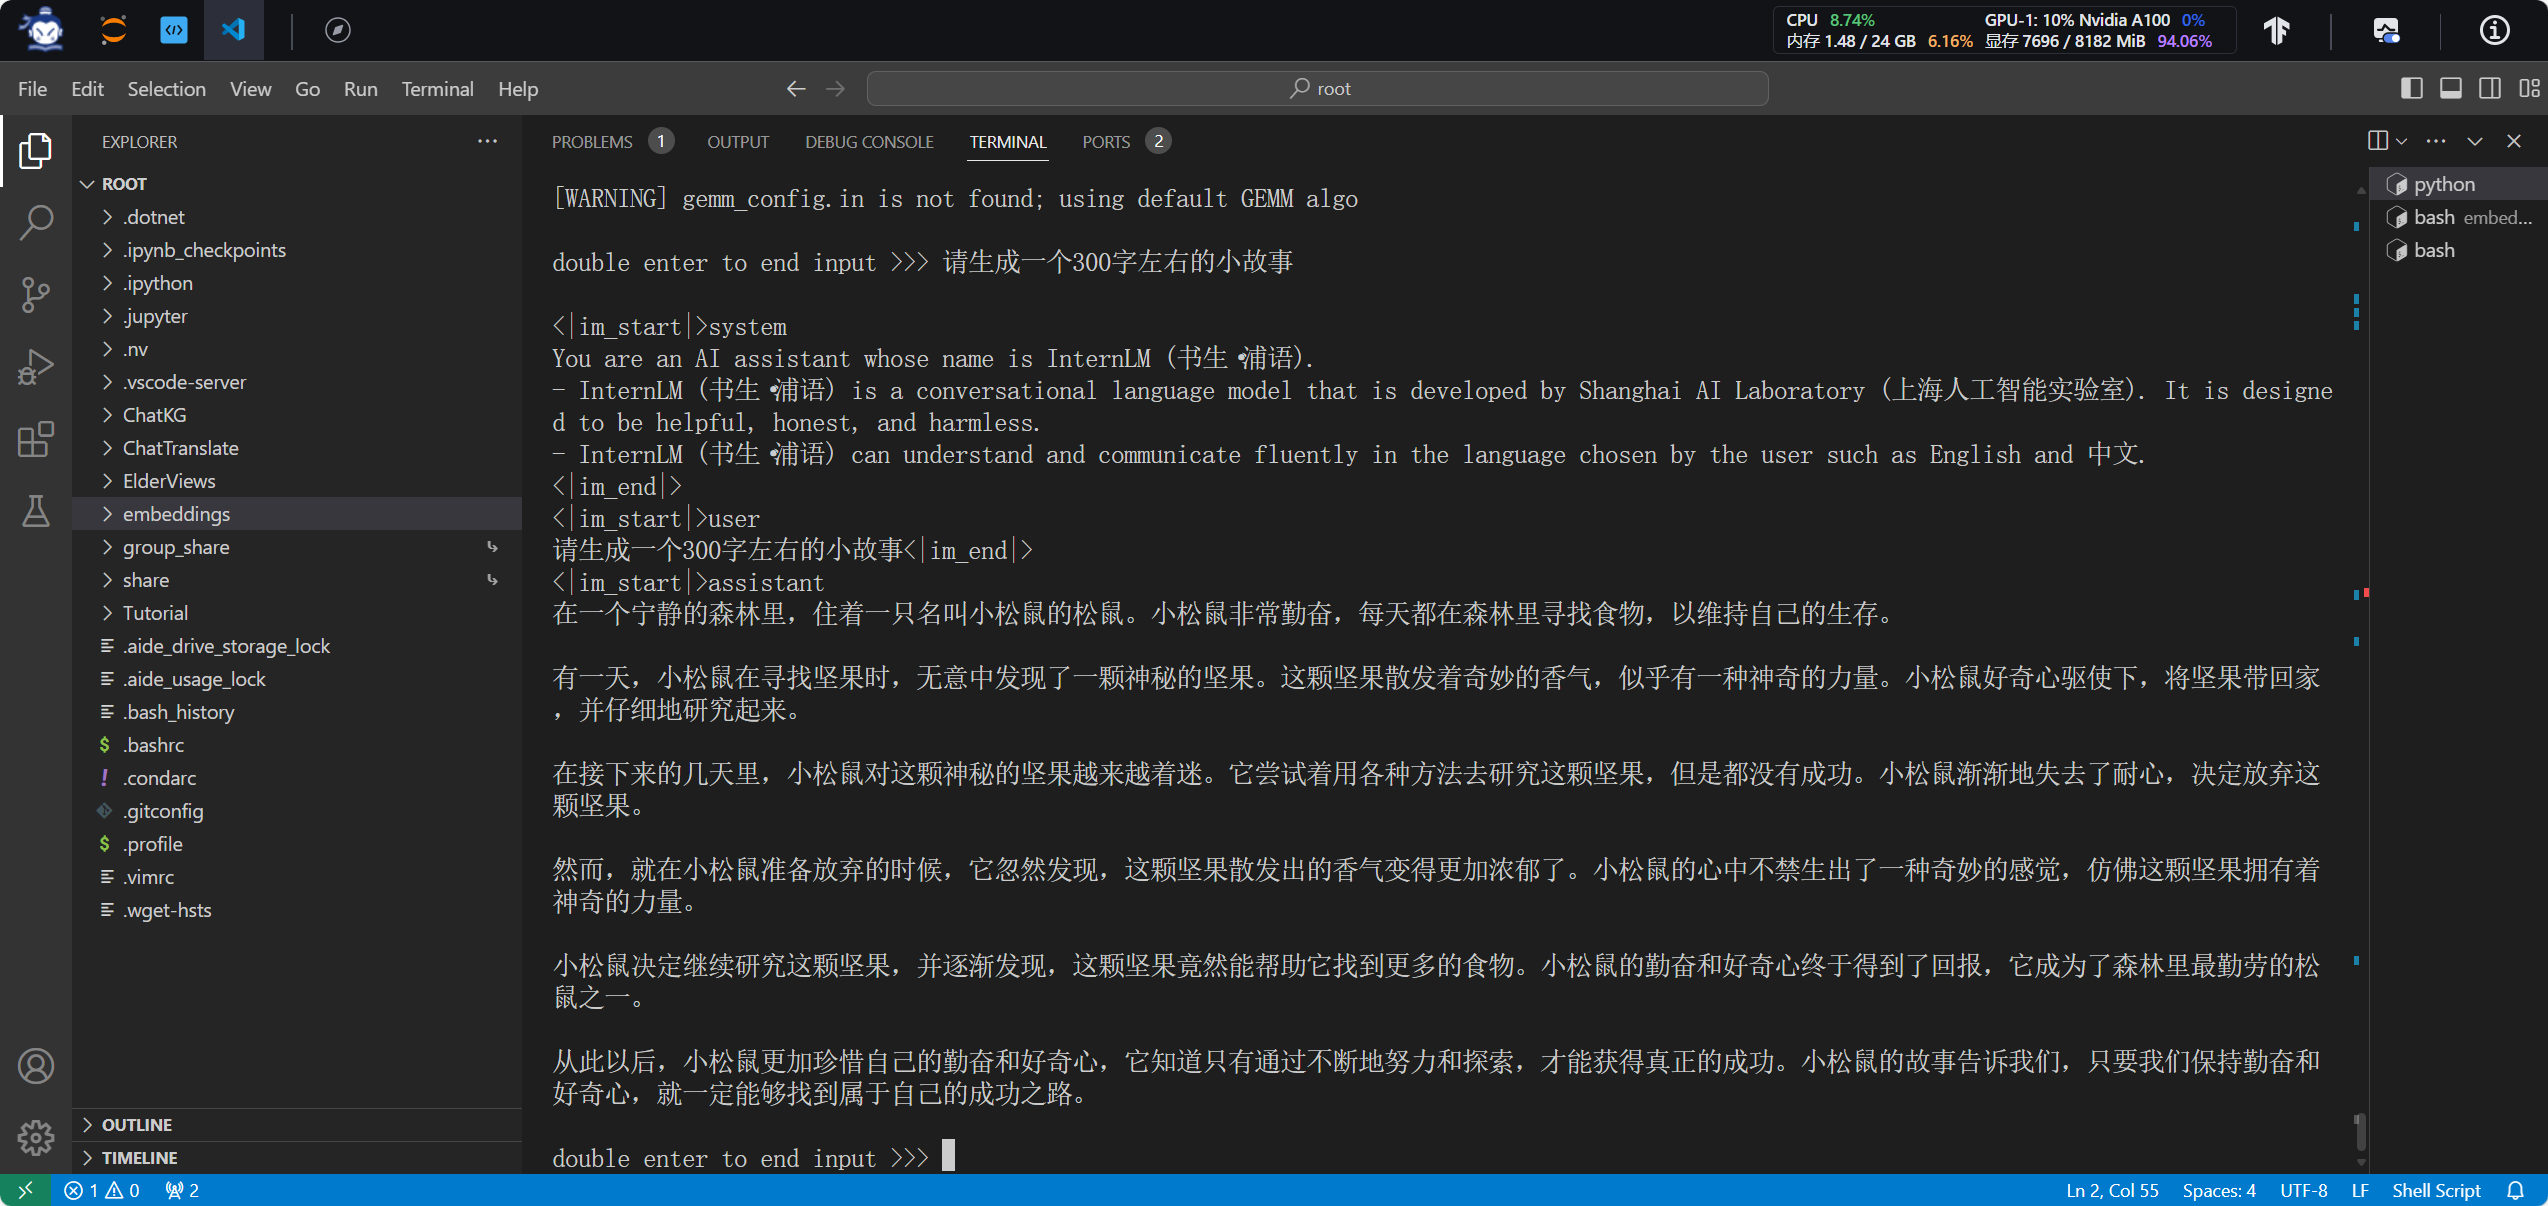 CPU 8.74% GPU-1: 10% Nvidia A100 0%
内存 1.48 / 24 GB 6.16% 显存 7696 / 8182 MiB 94.06%
File Edit Selection View Go Run Terminal Help
root
EXPLORER
ROOT
.dotnet
.ipynb_checkpoints
.ipython
.jupyter
.nv
.vscode-server
ChatKG
ChatTranslate
ElderViews
embeddings
group_share
share
Tutorial
.aide_drive_storage_lock
.aide_usage_lock
.bash_history
.bashrc
.condarc
.gitconfig
.profile
.vimrc
.wget-hsts
OUTLINE
TIMELINE
PROBLEMS 1 OUTPUT DEBUG CONSOLE TERMINAL PORTS 2
[WARNING] gemm_config.in is not found; using default GEMM algo
double enter to end input >>> 请生成一个300字左右的小故事
<|im_start|>system
You are an AI assistant whose name is InternLM (书生·浦语).
- InternLM (书生·浦语) is a conversational language model that is developed by Shanghai AI Laboratory (上海人工智能实验室). It is designe
d to be helpful, honest, and harmless.
- InternLM (书生·浦语) can understand and communicate fluently in the language chosen by the user such as English and 中文.
<|im_end|>
<|im_start|>user
请生成一个300字左右的小故事<|im_end|>
<|im_start|>assistant
在一个宁静的森林里，住着一只名叫小松鼠的松鼠。小松鼠非常勤奋，每天都在森林里寻找食物，以维持自己的生存。
有一天，小松鼠在寻找坚果时，无意中发现了一颗神秘的坚果。这颗坚果散发着奇妙的香气，似乎有一种神奇的力量。小松鼠好奇心驱使下，将坚果带回家
，并仔细地研究起来。
在接下来的几天里，小松鼠对这颗神秘的坚果越来越着迷。它尝试着用各种方法去研究这颗坚果，但是都没有成功。小松鼠渐渐地失去了耐心，决定放弃这
颗坚果。
然而，就在小松鼠准备放弃的时候，它忽然发现，这颗坚果散发出的香气变得更加浓郁了。小松鼠的心中不禁生出了一种奇妙的感觉，仿佛这颗坚果拥有着
神奇的力量。
小松鼠决定继续研究这颗坚果，并逐渐发现，这颗坚果竟然能帮助它找到更多的食物。小松鼠的勤奋和好奇心终于得到了回报，它成为了森林里最勤劳的松
鼠之一。
从此以后，小松鼠更加珍惜自己的勤奋和好奇心，它知道只有通过不断地努力和探索，才能获得真正的成功。小松鼠的故事告诉我们，只要我们保持勤奋和
好奇心，就一定能够找到属于自己的成功之路。
double enter to end input >>>
python
bash embed...
bash
1 0 2
Ln 2, Col 55 Spaces: 4 UTF-8 LF Shell Script